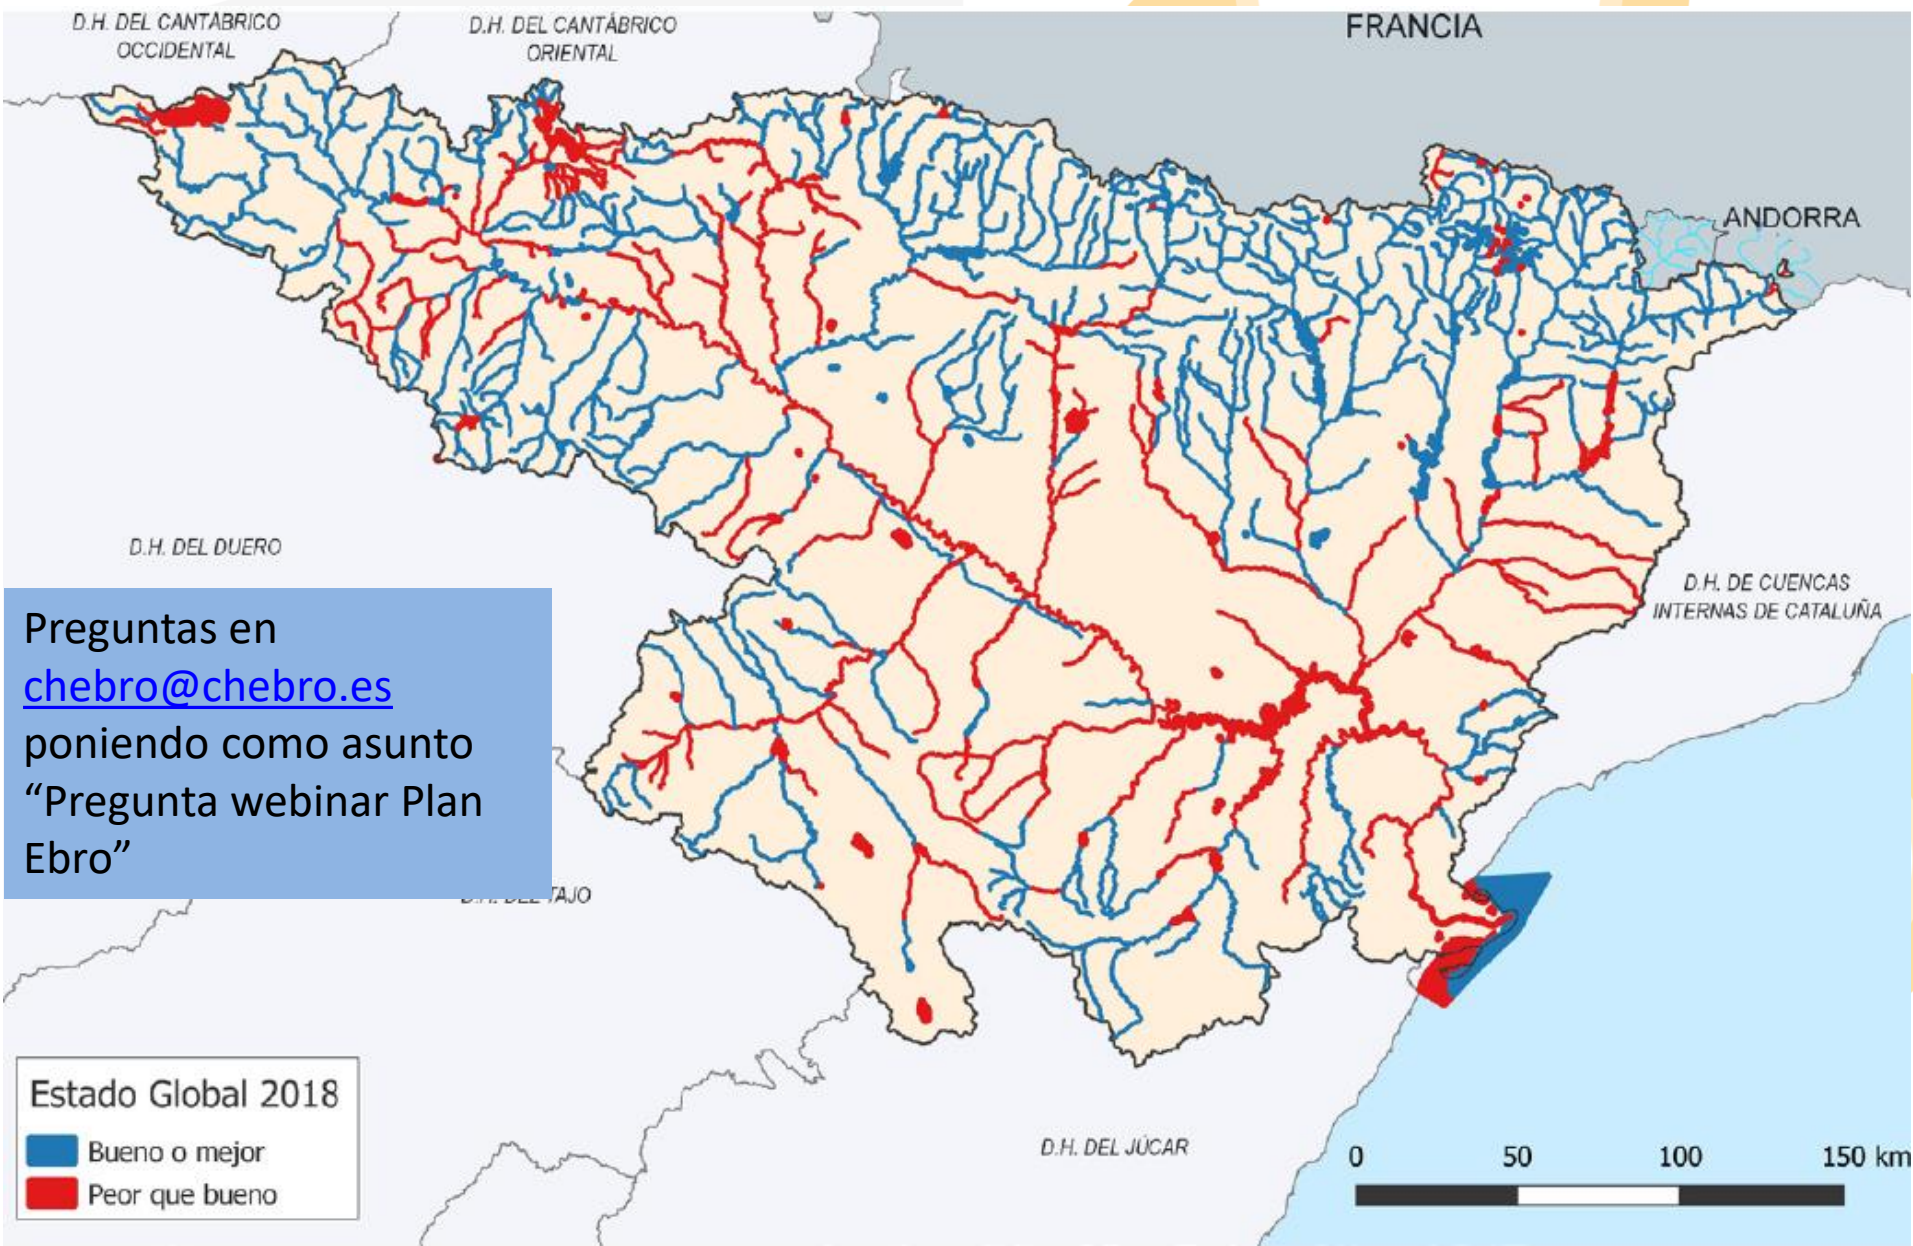 D.H. DEL CANTÁBRICO
OCCIDENTAL
D.H. DEL CANTÁBRICO
ORIENTAL
FRANCIA
ANDORRA
D.H. DEL DUERO
D.H. DE CUENCAS
INTERNAS DE CATALUÑA
Preguntas en
chebro@chebro.es
poniendo como asunto
“Pregunta webinar Plan
Ebro”
D.H. DEL TAJO
D.H. DEL JÚCAR
Estado Global 2018
Bueno o mejor
Peor que bueno
0 50 100 150 km